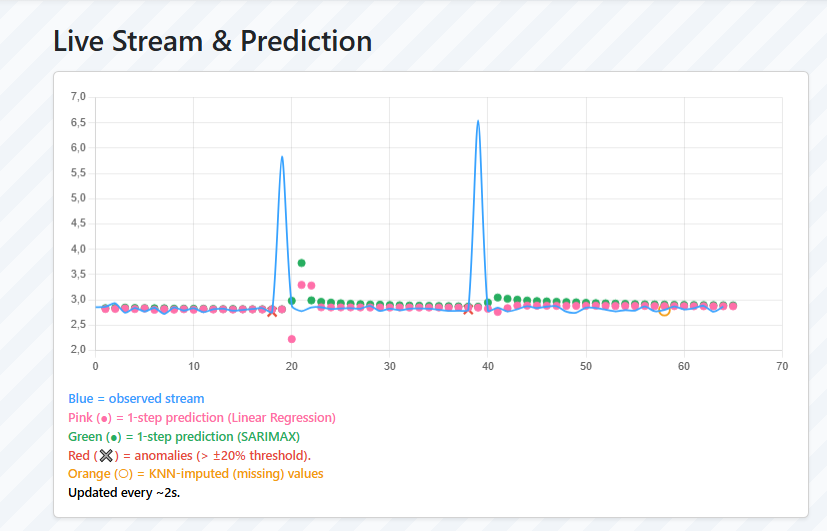 Live Stream & Prediction
7,0
6,5
6,0
5,5
5,0
4,5
4,0
3,5
3,0
2,5
2,0
0 10 20 30 40 50 60 70
Blue = observed stream
Pink (●) = 1-step prediction (Linear Regression)
Green (●) = 1-step prediction (SARIMAX)
Red (✖) = anomalies (> ±20% threshold).
Orange (○) = KNN-imputed (missing) values
Updated every ~2s.